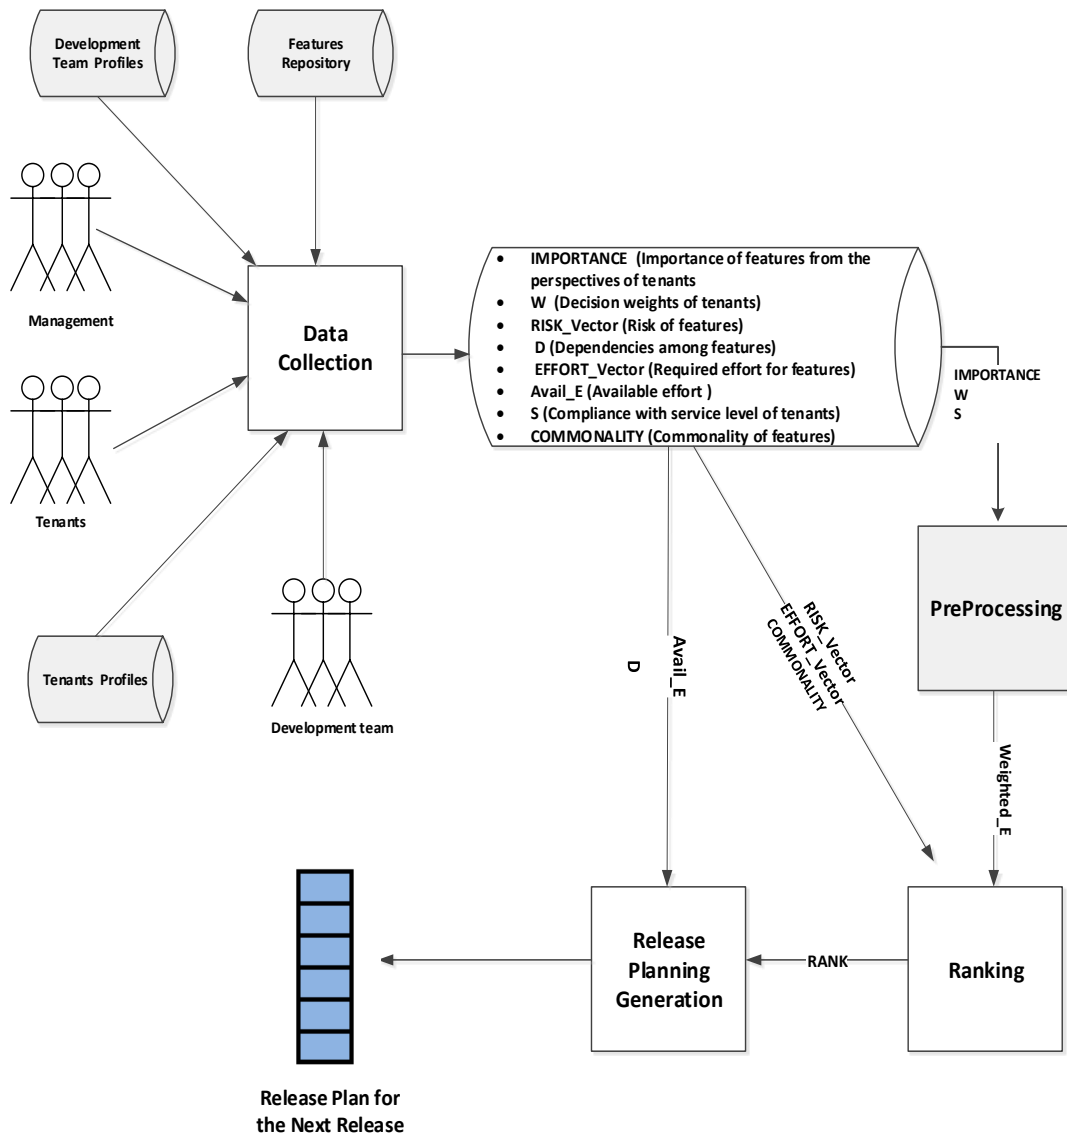 Development
Team Profiles
Features
Repository
Management
Data
Collection
• IMPORTANCE (Importance of features from the
perspectives of tenants
• W (Decision weights of tenants)
• RISK_Vector (Risk of features)
• D (Dependencies among features)
• EFFORT_Vector (Required effort for features)
• Avail_E (Available effort )
• S (Compliance with service level of tenants)
• COMMONALITY (Commonality of features)
IMPORTANCE
W
S
Tenants
PreProcessing
Tenants Profiles
Development team
Avail_E
D
RISK_Vector
EFFORT_Vector
COMMONALITY
Weighted_E
Release
Planning
Generation
RANK
Ranking
Release Plan for
the Next Release